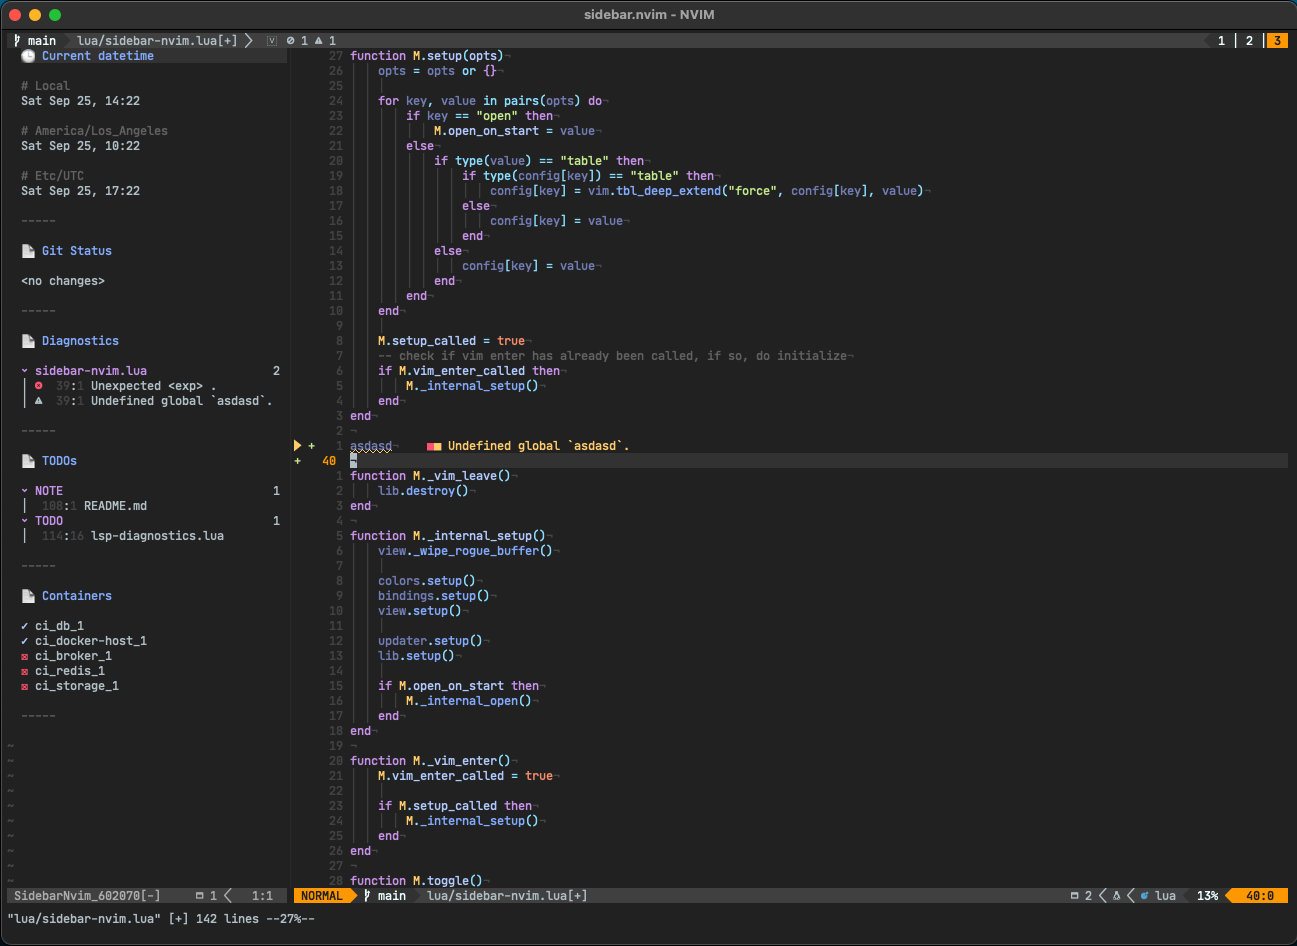 sidebar.nvim - NVIM
main lua/sidebar-nvim.lua[+] V 1 1 1 2 3
Current datetime
# Local
Sat Sep 25, 14:22
# America/Los_Angeles
Sat Sep 25, 10:22
# Etc/UTC
Sat Sep 25, 17:22
-----
Git Status
<no changes>
-----
Diagnostics
sidebar-nvim.lua 2
39:1 Unexpected <exp> .
39:1 Undefined global `asdasd`.
-----
TODOs
NOTE 1
108:1 README.md
TODO 1
114:16 lsp-diagnostics.lua
-----
Containers
✓ ci_db_1
✓ ci_docker-host_1
ci_broker_1
ci_redis_1
ci_storage_1
-----
~
~
~
~
~
~
~
~
~
~
27 function M.setup(opts)¬
26 opts = opts or {}¬
25
24 for key, value in pairs(opts) do¬
23 if key == "open" then¬
22 M.open_on_start = value¬
21 else¬
20 if type(value) == "table" then¬
19 if type(config[key]) == "table" then¬
18 config[key] = vim.tbl_deep_extend("force", config[key], value)¬
17 else¬
16 config[key] = value¬
15 end¬
14 else¬
13 config[key] = value¬
12 end¬
11 end¬
10 end¬
9
8 M.setup_called = true¬
7 -- check if vim enter has already been called, if so, do initialize¬
6 if M.vim_enter_called then¬
5 M._internal_setup()¬
4 end¬
3 end¬
2 ¬
+ 1 asdasd¬ Undefined global `asdasd`.
+ 40 ¬
1 function M._vim_leave()¬
2 lib.destroy()¬
3 end¬
4 ¬
5 function M._internal_setup()¬
6 view._wipe_rogue_buffer()¬
7
8 colors.setup()¬
9 bindings.setup()¬
10 view.setup()¬
11
12 updater.setup()¬
13 lib.setup()¬
14
15 if M.open_on_start then¬
16 M._internal_open()¬
17 end¬
18 end¬
19 ¬
20 function M._vim_enter()¬
21 M.vim_enter_called = true¬
22
23 if M.setup_called then¬
24 M._internal_setup()¬
25 end¬
26 end¬
27 ¬
28 function M.toggle()¬
SidebarNvim_602070[-] 1 1:1 NORMAL main lua/sidebar-nvim.lua[+] 2 lua 13% 40:0
"lua/sidebar-nvim.lua" [+] 142 lines --27%--